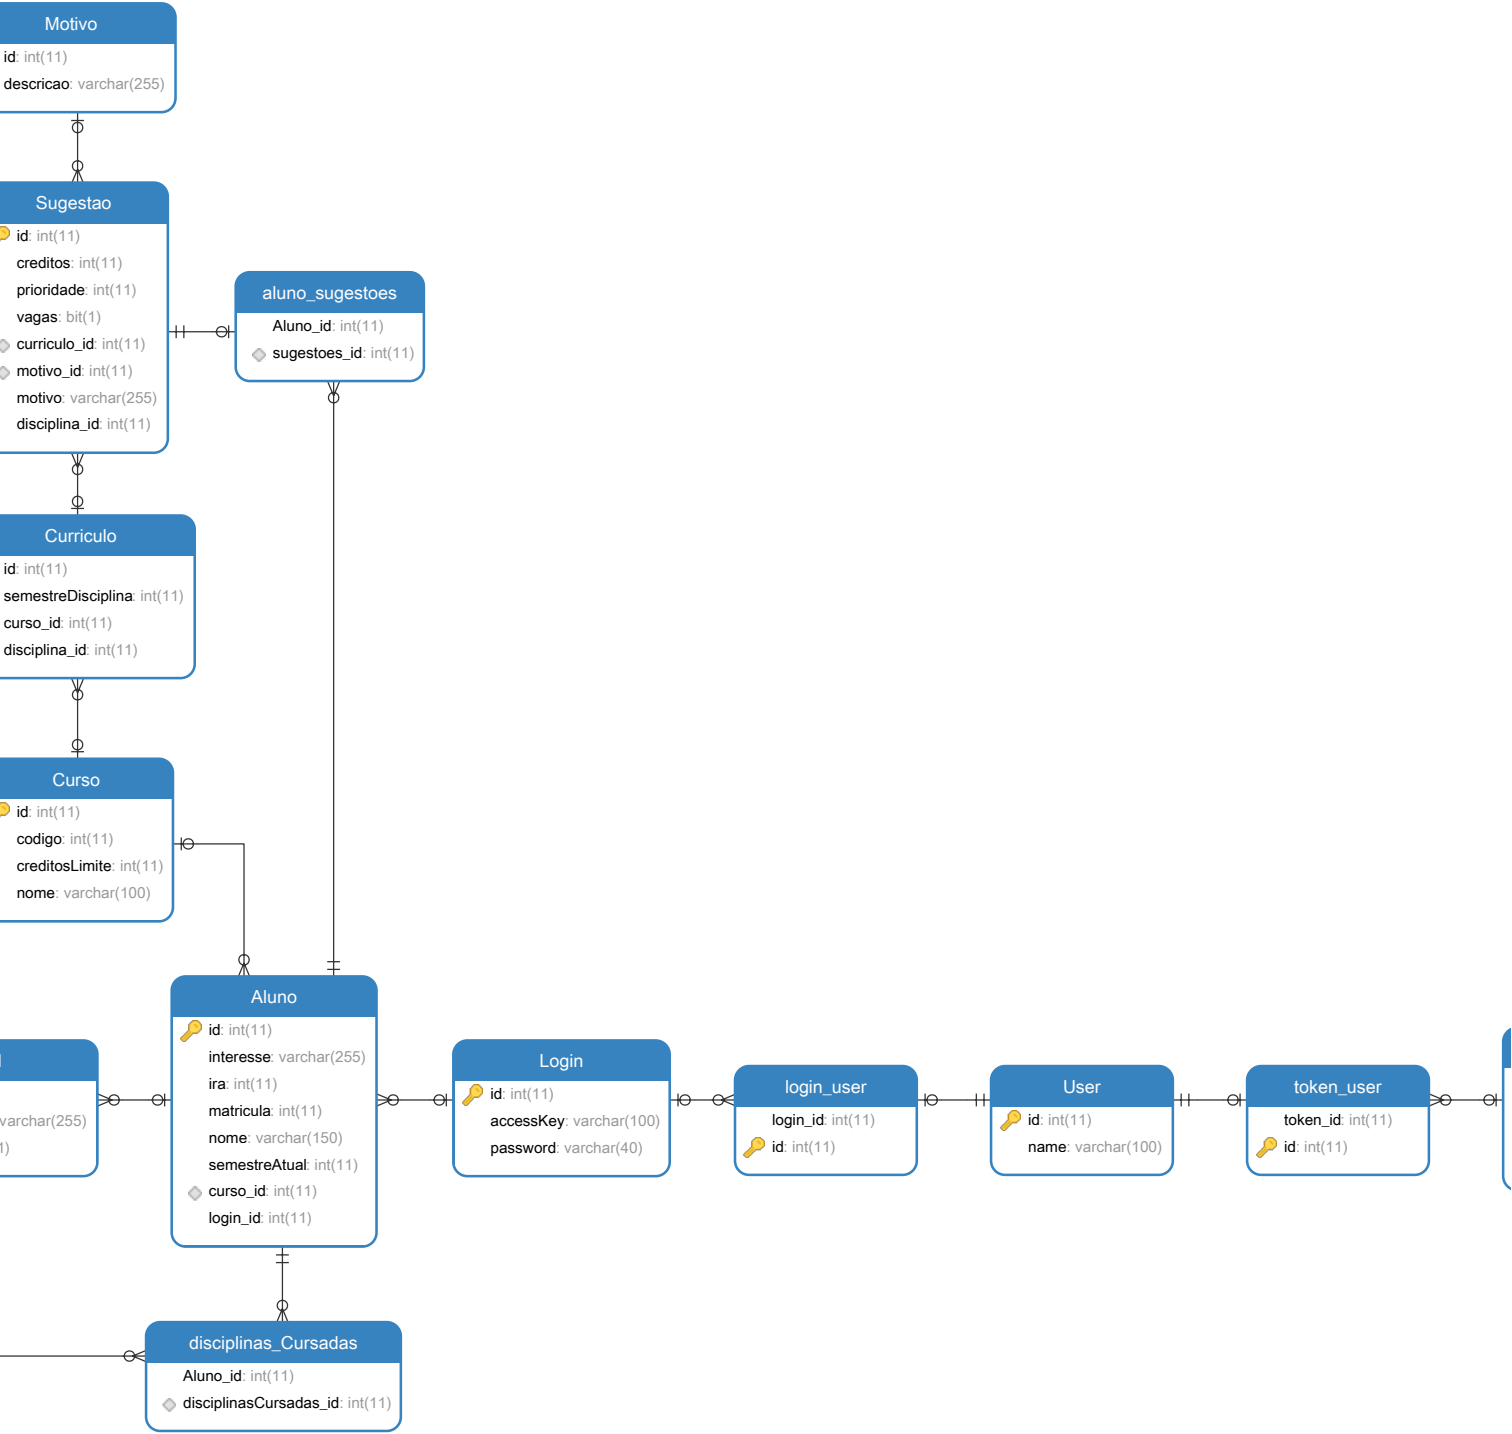 Motivo
id: int(11)
descricao: varchar(255)
Sugestao
id: int(11)
creditos: int(11)
prioridade: int(11)
vagas: bit(1)
curriculo_id: int(11)
motivo_id: int(11)
motivo: varchar(255)
disciplina_id: int(11)
aluno_sugestoes
Aluno_id: int(11)
sugestoes_id: int(11)
Curriculo
id: int(11)
semestreDisciplina: int(11)
curso_id: int(11)
disciplina_id: int(11)
Curso
id: int(11)
codigo: int(11)
creditosLimite: int(11)
nome: varchar(100)
varchar(255)
Aluno
id: int(11)
interesse: varchar(255)
ira: int(11)
matricula: int(11)
nome: varchar(150)
semestreAtual: int(11)
curso_id: int(11)
login_id: int(11)
Login
id: int(11)
accessKey: varchar(100)
password: varchar(40)
login_user
login_id: int(11)
id: int(11)
User
id: int(11)
name: varchar(100)
token_user
token_id: int(11)
id: int(11)
disciplinas_Cursadas
Aluno_id: int(11)
disciplinasCursadas_id: int(11)